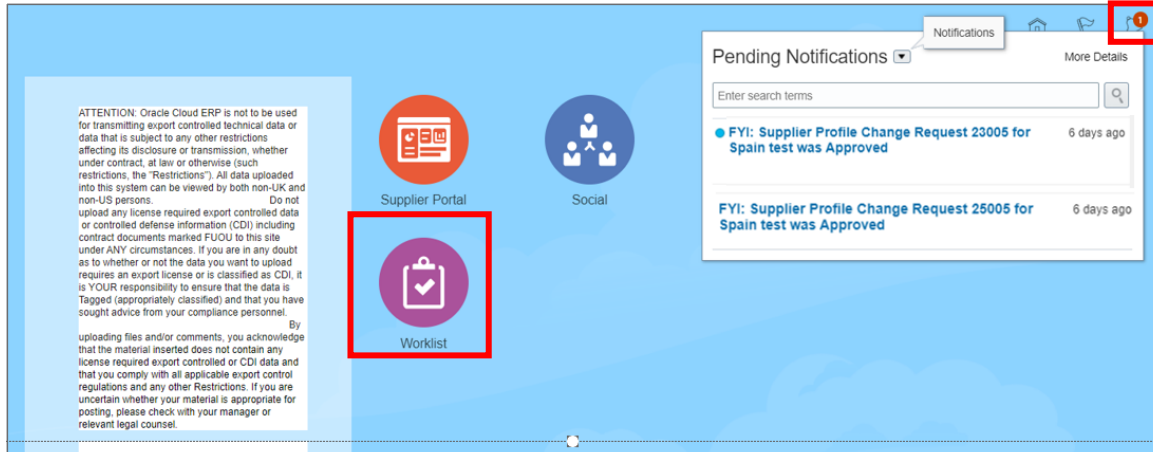 1
Notifications
Pending Notifications
More Details
Enter search terms
FYI: Supplier Profile Change Request 23005 for
Spain test was Approved
6 days ago
FYI: Supplier Profile Change Request 25005 for
Spain test was Approved
6 days ago
ATTENTION: Oracle Cloud ERP is not to be used
for transmitting export controlled technical data or
data that is subject to any other restrictions
affecting its disclosure or transmission, whether
under contract, at law or otherwise (such
restrictions, the "Restrictions"). All data uploaded
into this system can be viewed by both non-UK and
non-US persons. Do not
upload any license required export controlled data
or controlled defense information (CDI) including
contract documents marked FUOU to this site
under ANY circumstances. If you are in any doubt
as to whether or not the data you want to upload
requires an export license or is classified as CDI, it
is YOUR responsibility to ensure that the data is
Tagged (appropriately classified) and that you have
sought advice from your compliance personnel.
By
uploading files and/or comments, you acknowledge
that the material inserted does not contain any
license required export controlled or CDI data and
that you comply with all applicable export control
regulations and any other Restrictions. If you are
uncertain whether your material is appropriate for
posting, please check with your manager or
relevant legal counsel.
Supplier Portal
Social
Worklist